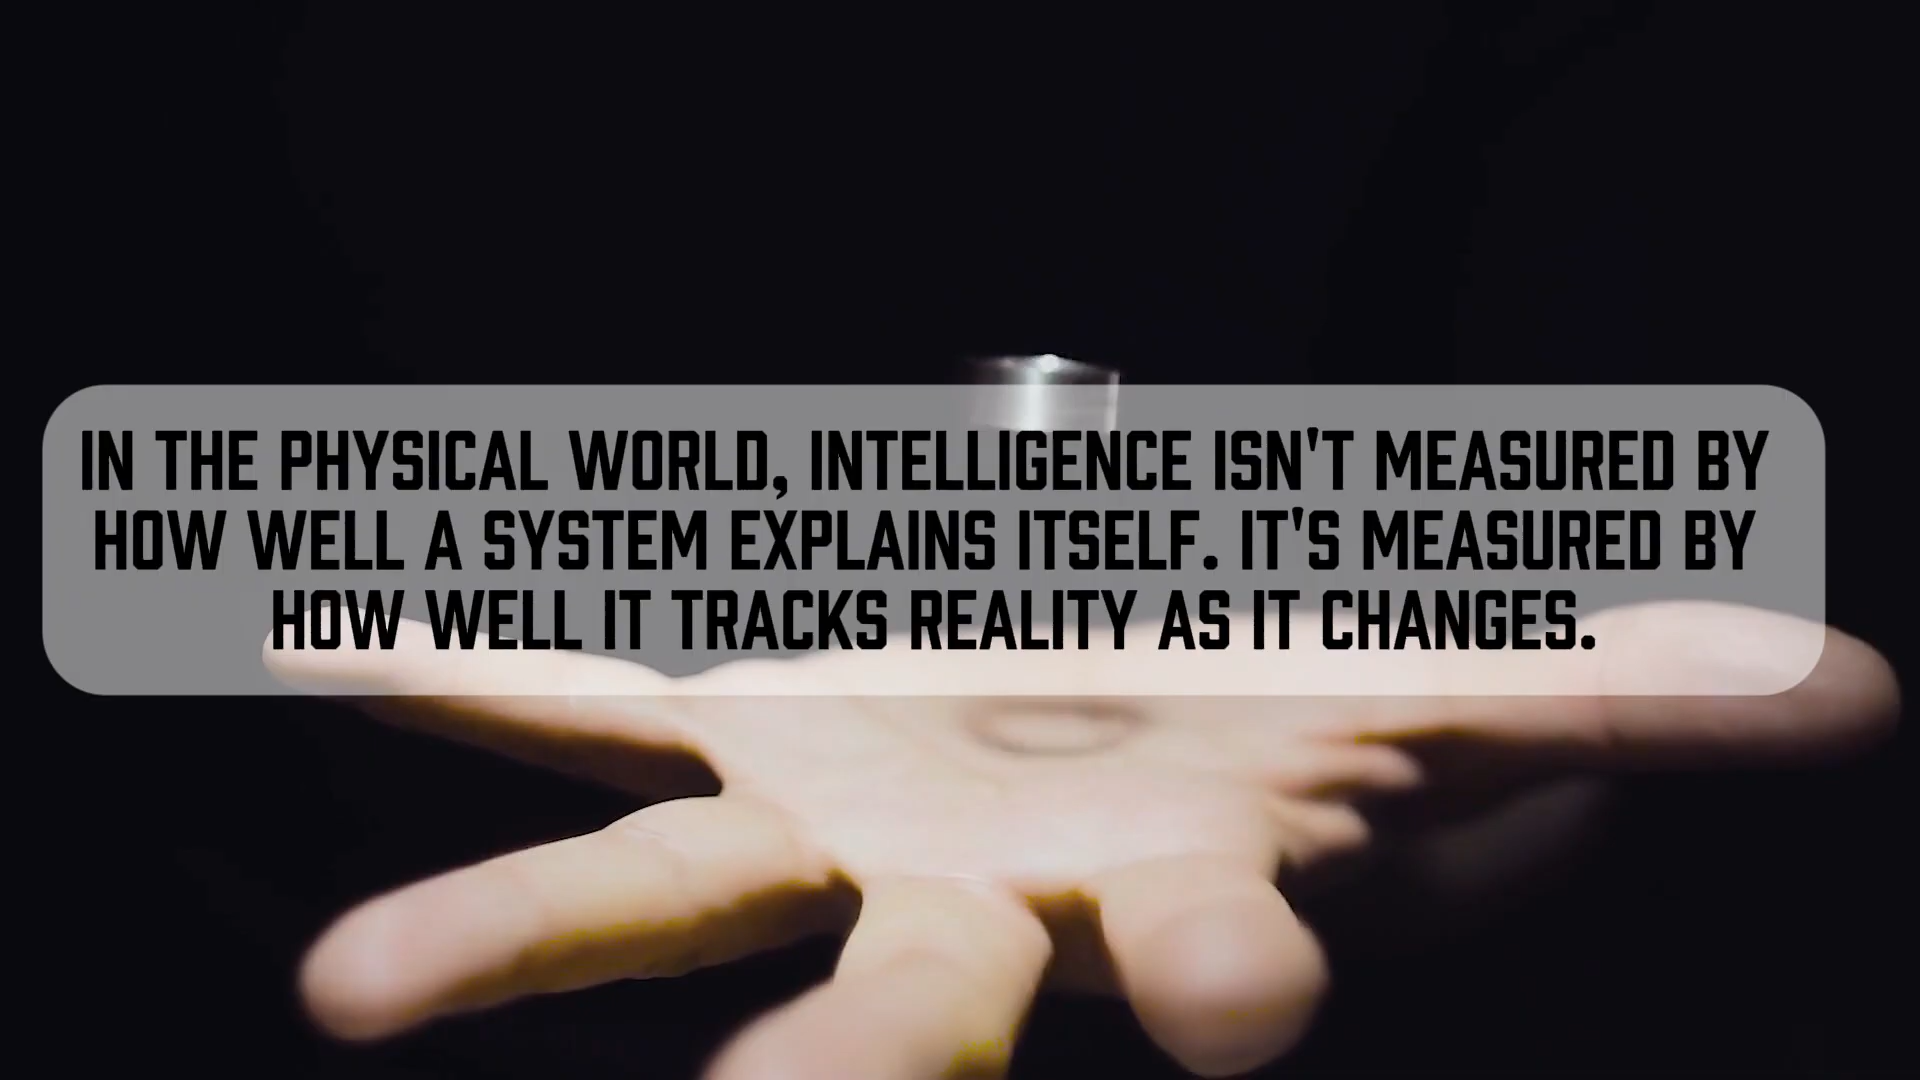 IN THE PHYSICAL WORLD, INTELLIGENCE ISN'T MEASURED BY
HOW WELL A SYSTEM EXPLAINS ITSELF. IT'S MEASURED BY
HOW WELL IT TRACKS REALITY AS IT CHANGES.